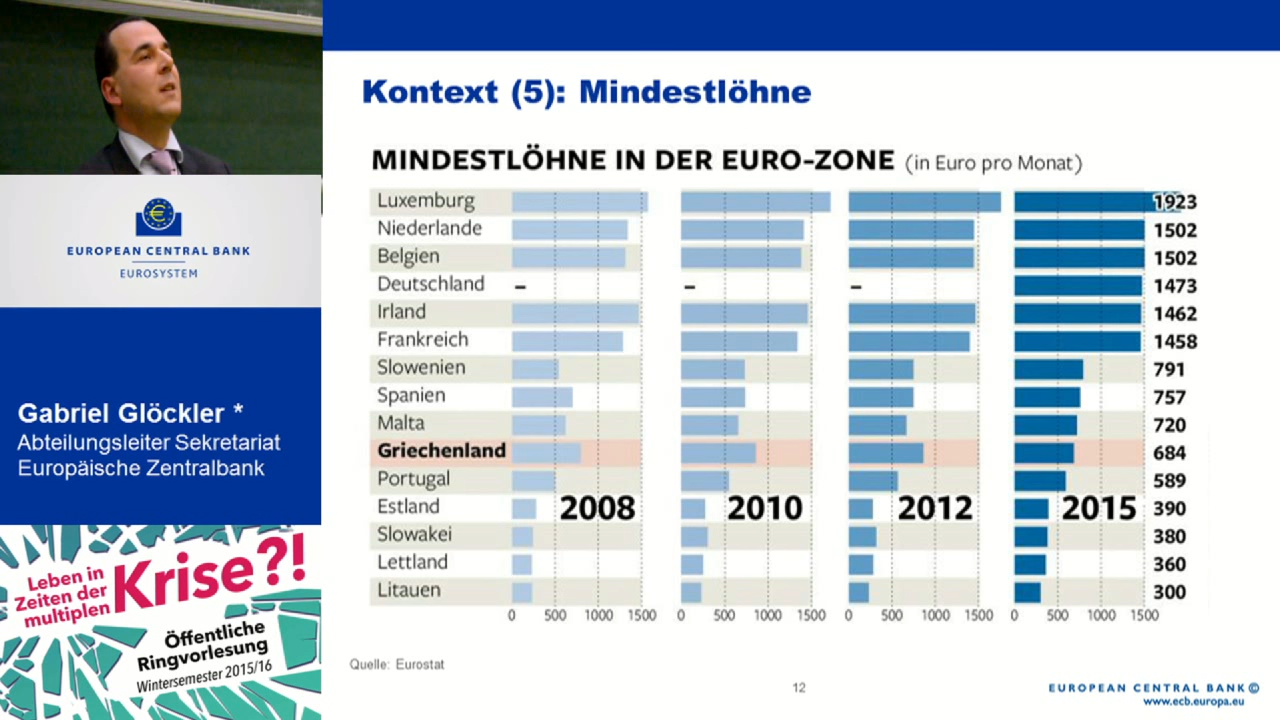 EUROPEAN CENTRAL BANK
EUROSYSTEM
Gabriel Glöckler *
Abteilungsleiter Sekretariat
Europäische Zentralbank
Leben in
Zeiten der
multiplen
Krise?!
Öffentliche
Ringvorlesung
Wintersemester 2015/16
Kontext (5): Mindestlöhne
MINDESTLÖHNE IN DER EURO-ZONE (in Euro pro Monat)
Luxemburg 1923
Niederlande 1502
Belgien 1502
Deutschland – – – 1473
Irland 1462
Frankreich 1458
Slowenien 791
Spanien 757
Malta 720
Griechenland 684
Portugal 589
Estland 2008 2010 2012 2015 390
Slowakei 380
Lettland 360
Litauen 300
0 500 1000 1500 0 500 1000 1500 0 500 1000 1500 0 500 1000 1500
Quelle: Eurostat
12
EUROPEAN CENTRAL BANK ©
www.ecb.europa.eu